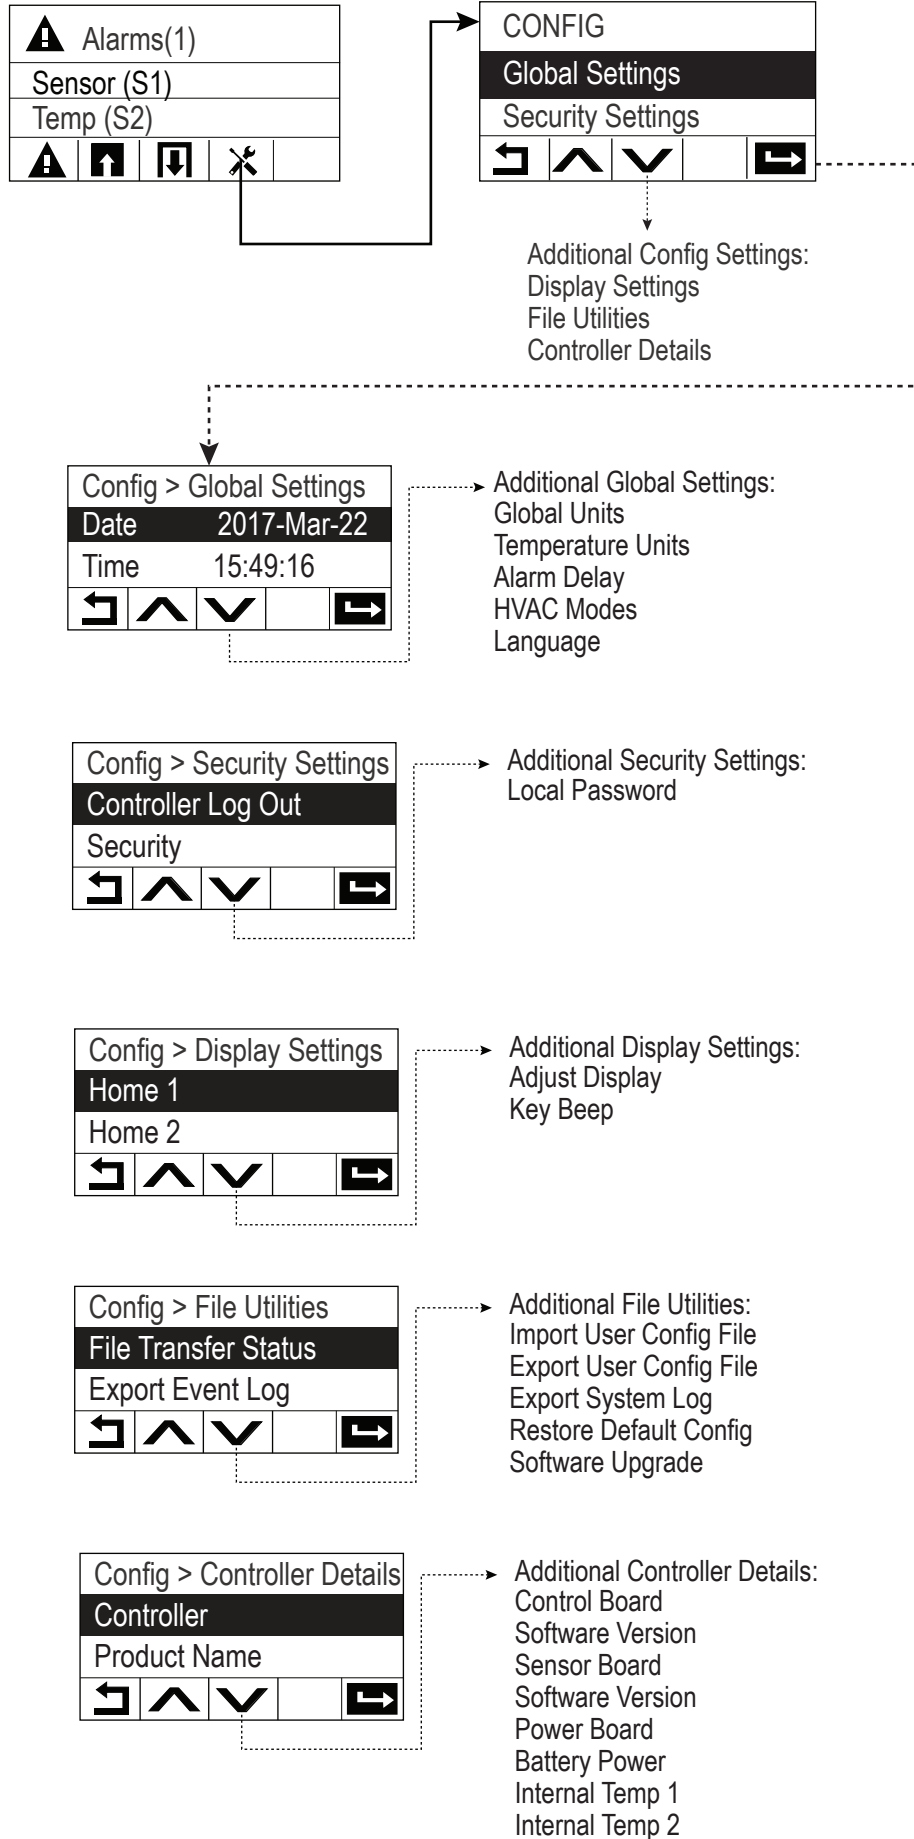 Alarms(1)
Sensor (S1)
Temp (S2)
CONFIG
Global Settings
Security Settings
Additional Config Settings:
Display Settings
File Utilities
Controller Details
Config > Global Settings
Date 2017-Mar-22
Time 15:49:16
Additional Global Settings:
Global Units
Temperature Units
Alarm Delay
HVAC Modes
Language
Config > Security Settings
Controller Log Out
Security
Additional Security Settings:
Local Password
Config > Display Settings
Home 1
Home 2
Additional Display Settings:
Adjust Display
Key Beep
Config > File Utilities
File Transfer Status
Export Event Log
Additional File Utilities:
Import User Config File
Export User Config File
Export System Log
Restore Default Config
Software Upgrade
Config > Controller Details
Controller
Product Name
Additional Controller Details:
Control Board
Software Version
Sensor Board
Software Version
Power Board
Battery Power
Internal Temp 1
Internal Temp 2